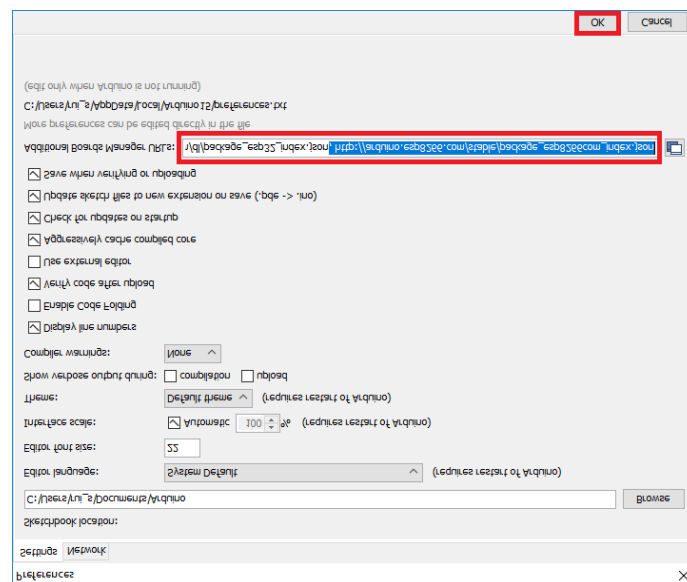 Preferences
Settings Network
Sketchbook location:
C:\Users\rui_s\Documents\Arduino Browse
Editor language: System Default (requires restart of Arduino)
Editor font size: 22
Interface scale: Automatic 100 % (requires restart of Arduino)
Theme: Default theme (requires restart of Arduino)
Show verbose output during: compilation upload
Compiler warnings: None
Display line numbers
Enable Code Folding
Verify code after upload
Use external editor
Aggressively cache compiled core
Check for updates on startup
Update sketch files to new extension on save (.pde -> .ino)
Save when verifying or uploading
Additional Boards Manager URLs: /dl/package_esp32_index.json, http://arduino.esp8266.com/stable/package_esp8266com_index.json
More preferences can be edited directly in the file
C:\Users\rui_s\AppData\Local\Arduino15\preferences.txt
(edit only when Arduino is not running)
OK Cancel